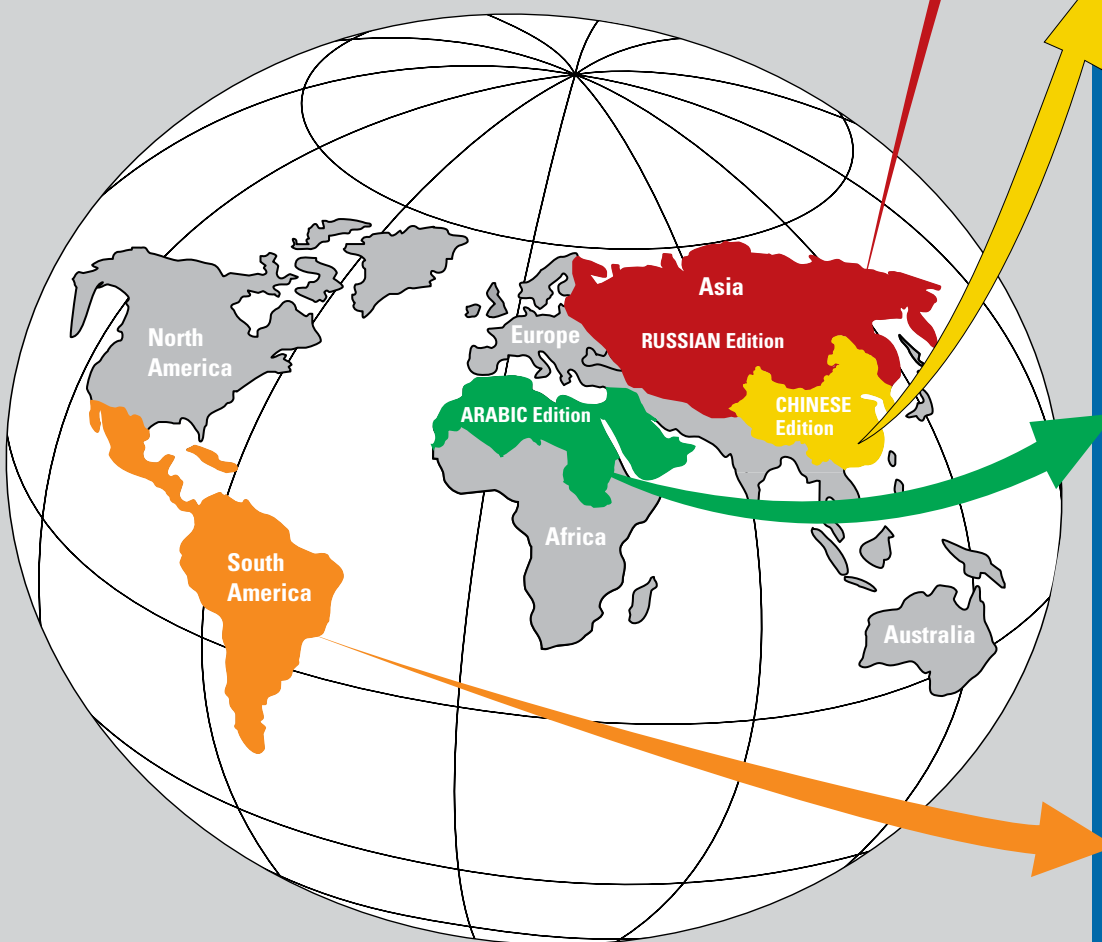 Asia
RUSSIAN Edition
Europe
North
America
CHINESE
Edition
ARABIC Edition
Africa
South
America
Australia